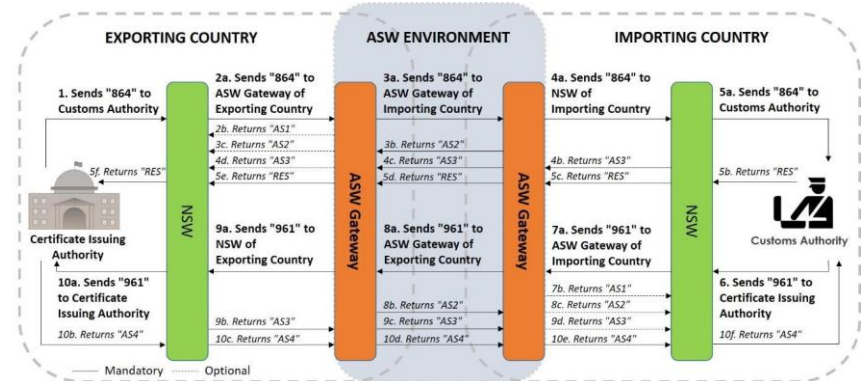 EXPORTING COUNTRY
ASW ENVIRONMENT
IMPORTING COUNTRY
1. Sends "864" to
Customs Authority
2a. Sends "864" to
ASW Gateway of
Exporting Country
3a. Sends "864" to
ASW Gateway of
Importing Country
4a. Sends "864" to
NSW of
Importing Country
5a. Sends "864" to
Customs Authority
2b. Returns "AS1"
3c. Returns "AS2"
4d. Returns "AS3"
5e. Returns "RES"
3b. Returns "AS2"
4c. Returns "AS3"
5d. Returns "RES"
4b. Returns "AS3"
5c. Returns "RES"
5b. Returns "RES"
5f. Returns "RES"
NSW
ASW Gateway
ASW Gateway
NSW
Certificate Issuing
Authority
Customs Authority
9a. Sends "961" to
NSW of
Exporting Country
8a. Sends "961" to
ASW Gateway of
Exporting Country
7a. Sends "961" to
ASW Gateway of
Importing Country
6. Sends "961" to
Certificate Issuing
Authority
10a. Sends "961"
to Certificate
Issuing Authority
7b. Returns "AS1"
8b. Returns "AS2"
8c. Returns "AS2"
9b. Returns "AS3"
9c. Returns "AS3"
9d. Returns "AS3"
10b. Returns "AS4"
10c. Returns "AS4"
10d. Returns "AS4"
10e. Returns "AS4"
10f. Returns "AS4"
Mandatory
Optional